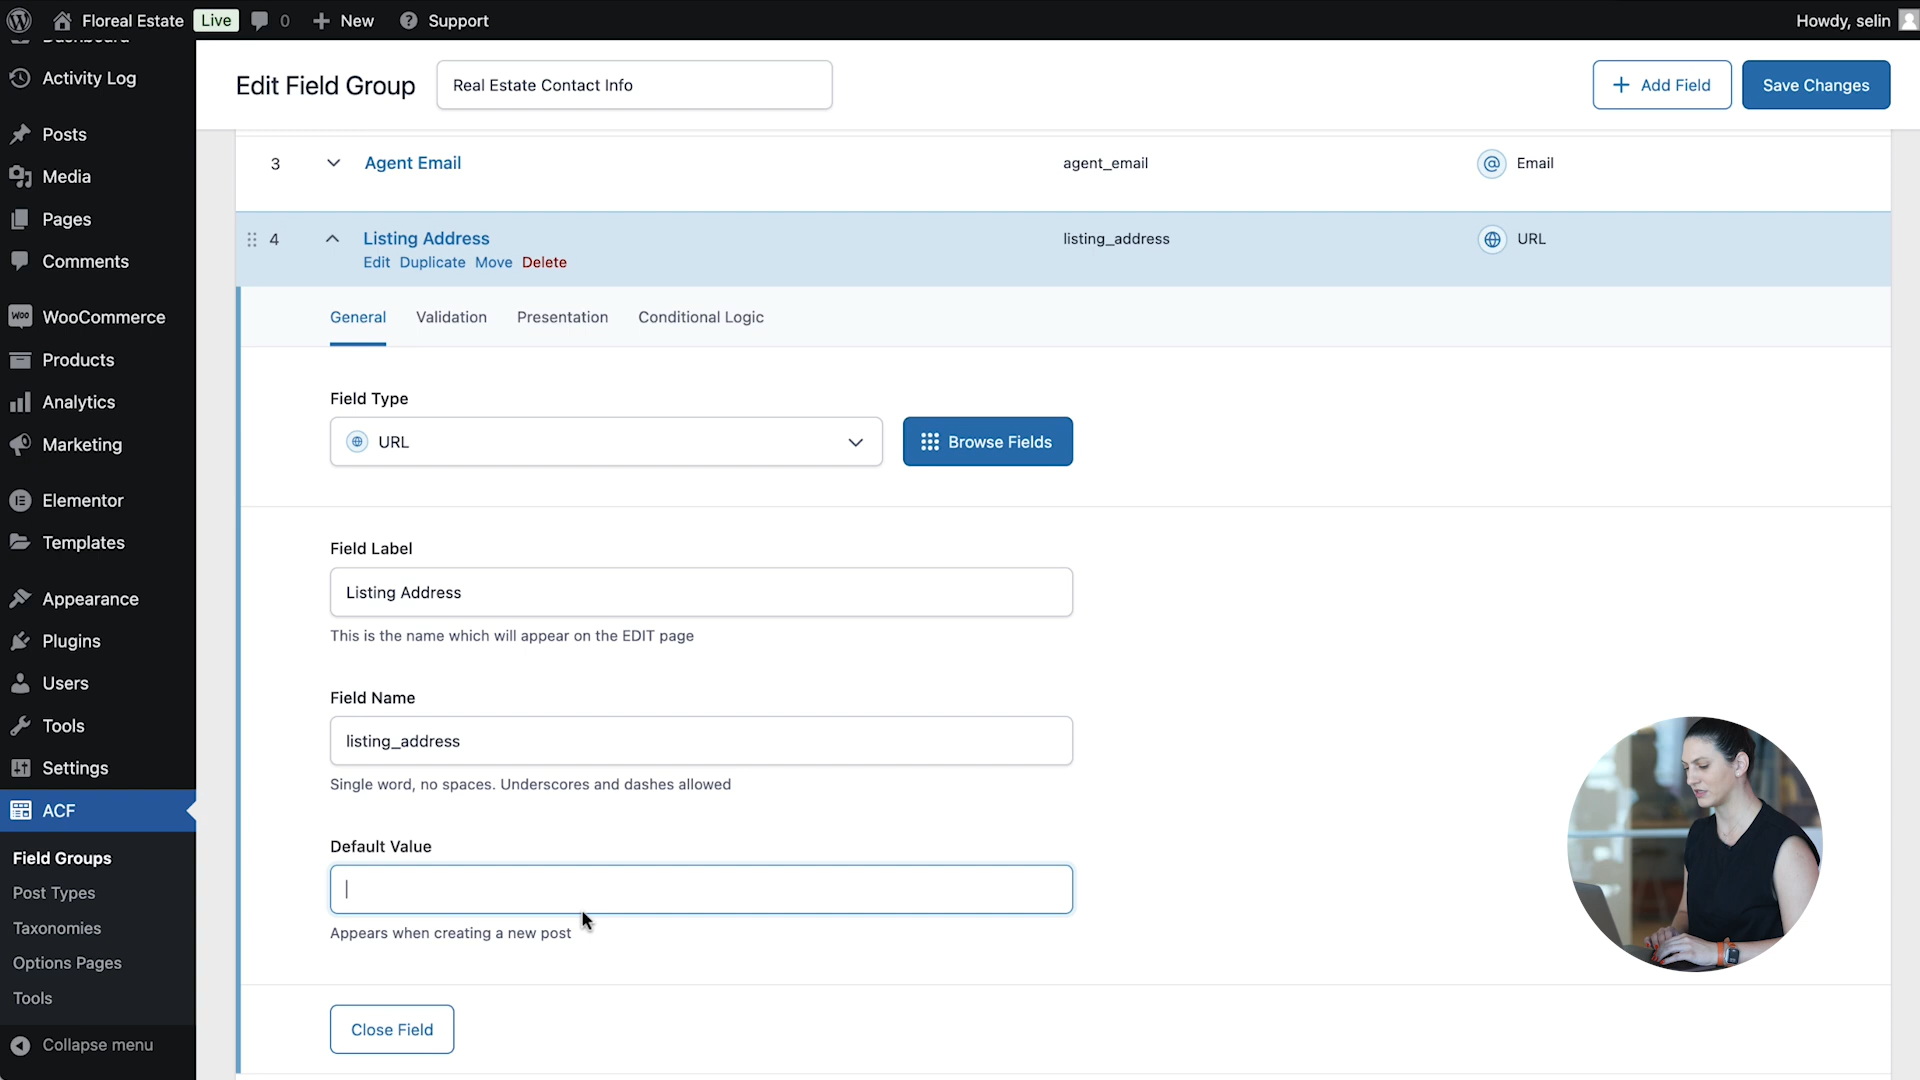 Floreal Estate Live 0 New Support Howdy, selin
Activity Log
Posts
Media
Pages
Comments
WooCommerce
Products
Analytics
Marketing
Elementor
Templates
Appearance
Plugins
Users
Tools
Settings
ACF
Field Groups
Post Types
Taxonomies
Options Pages
Tools
Collapse menu
Edit Field Group Real Estate Contact Info Add Field Save Changes
3 Agent Email agent_email Email
4 Listing Address listing_address URL
Edit Duplicate Move Delete
General Validation Presentation Conditional Logic
Field Type
URL Browse Fields
Field Label
Listing Address
This is the name which will appear on the EDIT page
Field Name
listing_address
Single word, no spaces. Underscores and dashes allowed
Default Value
Appears when creating a new post
Close Field